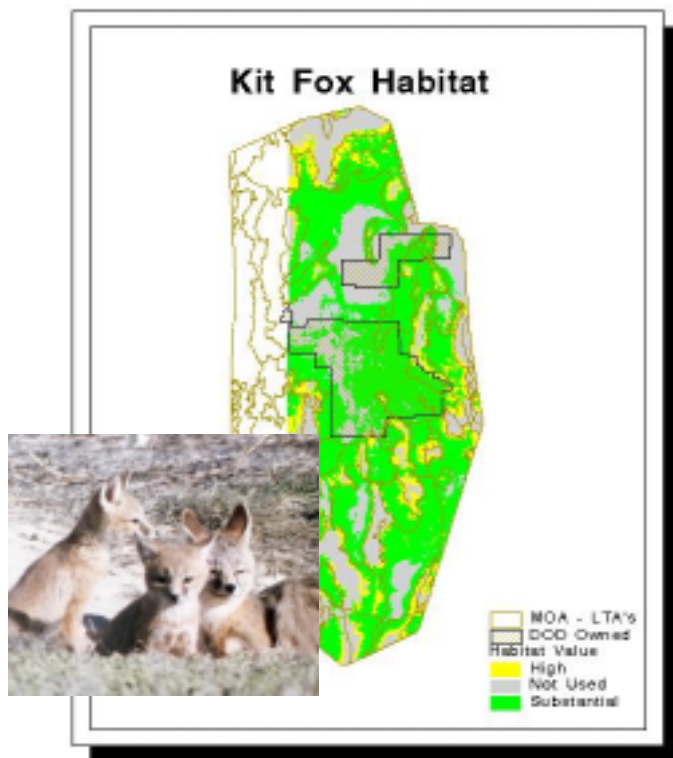 Kit Fox Habitat
MOA - LTA's
DOD Owned
Habitat Value
High
Not Used
Substantial